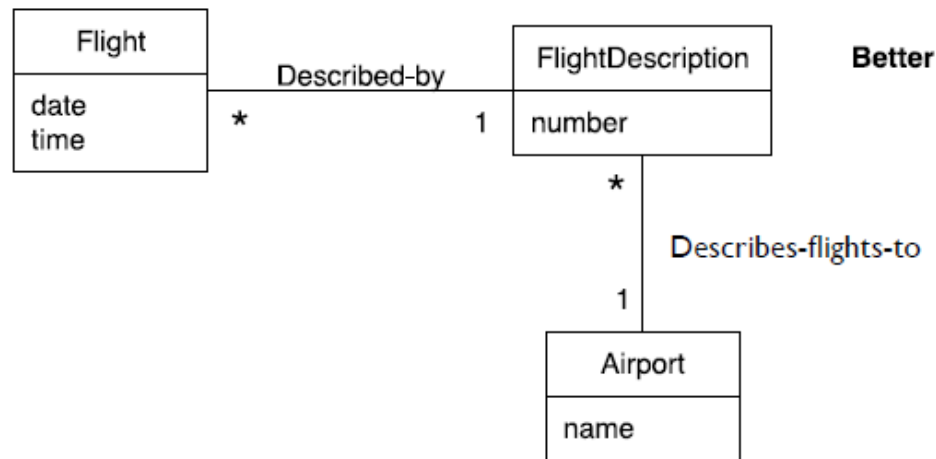 Flight
date
time
Described-by
*
1
FlightDescription
number
Better
*
Describes-flights-to
1
Airport
name